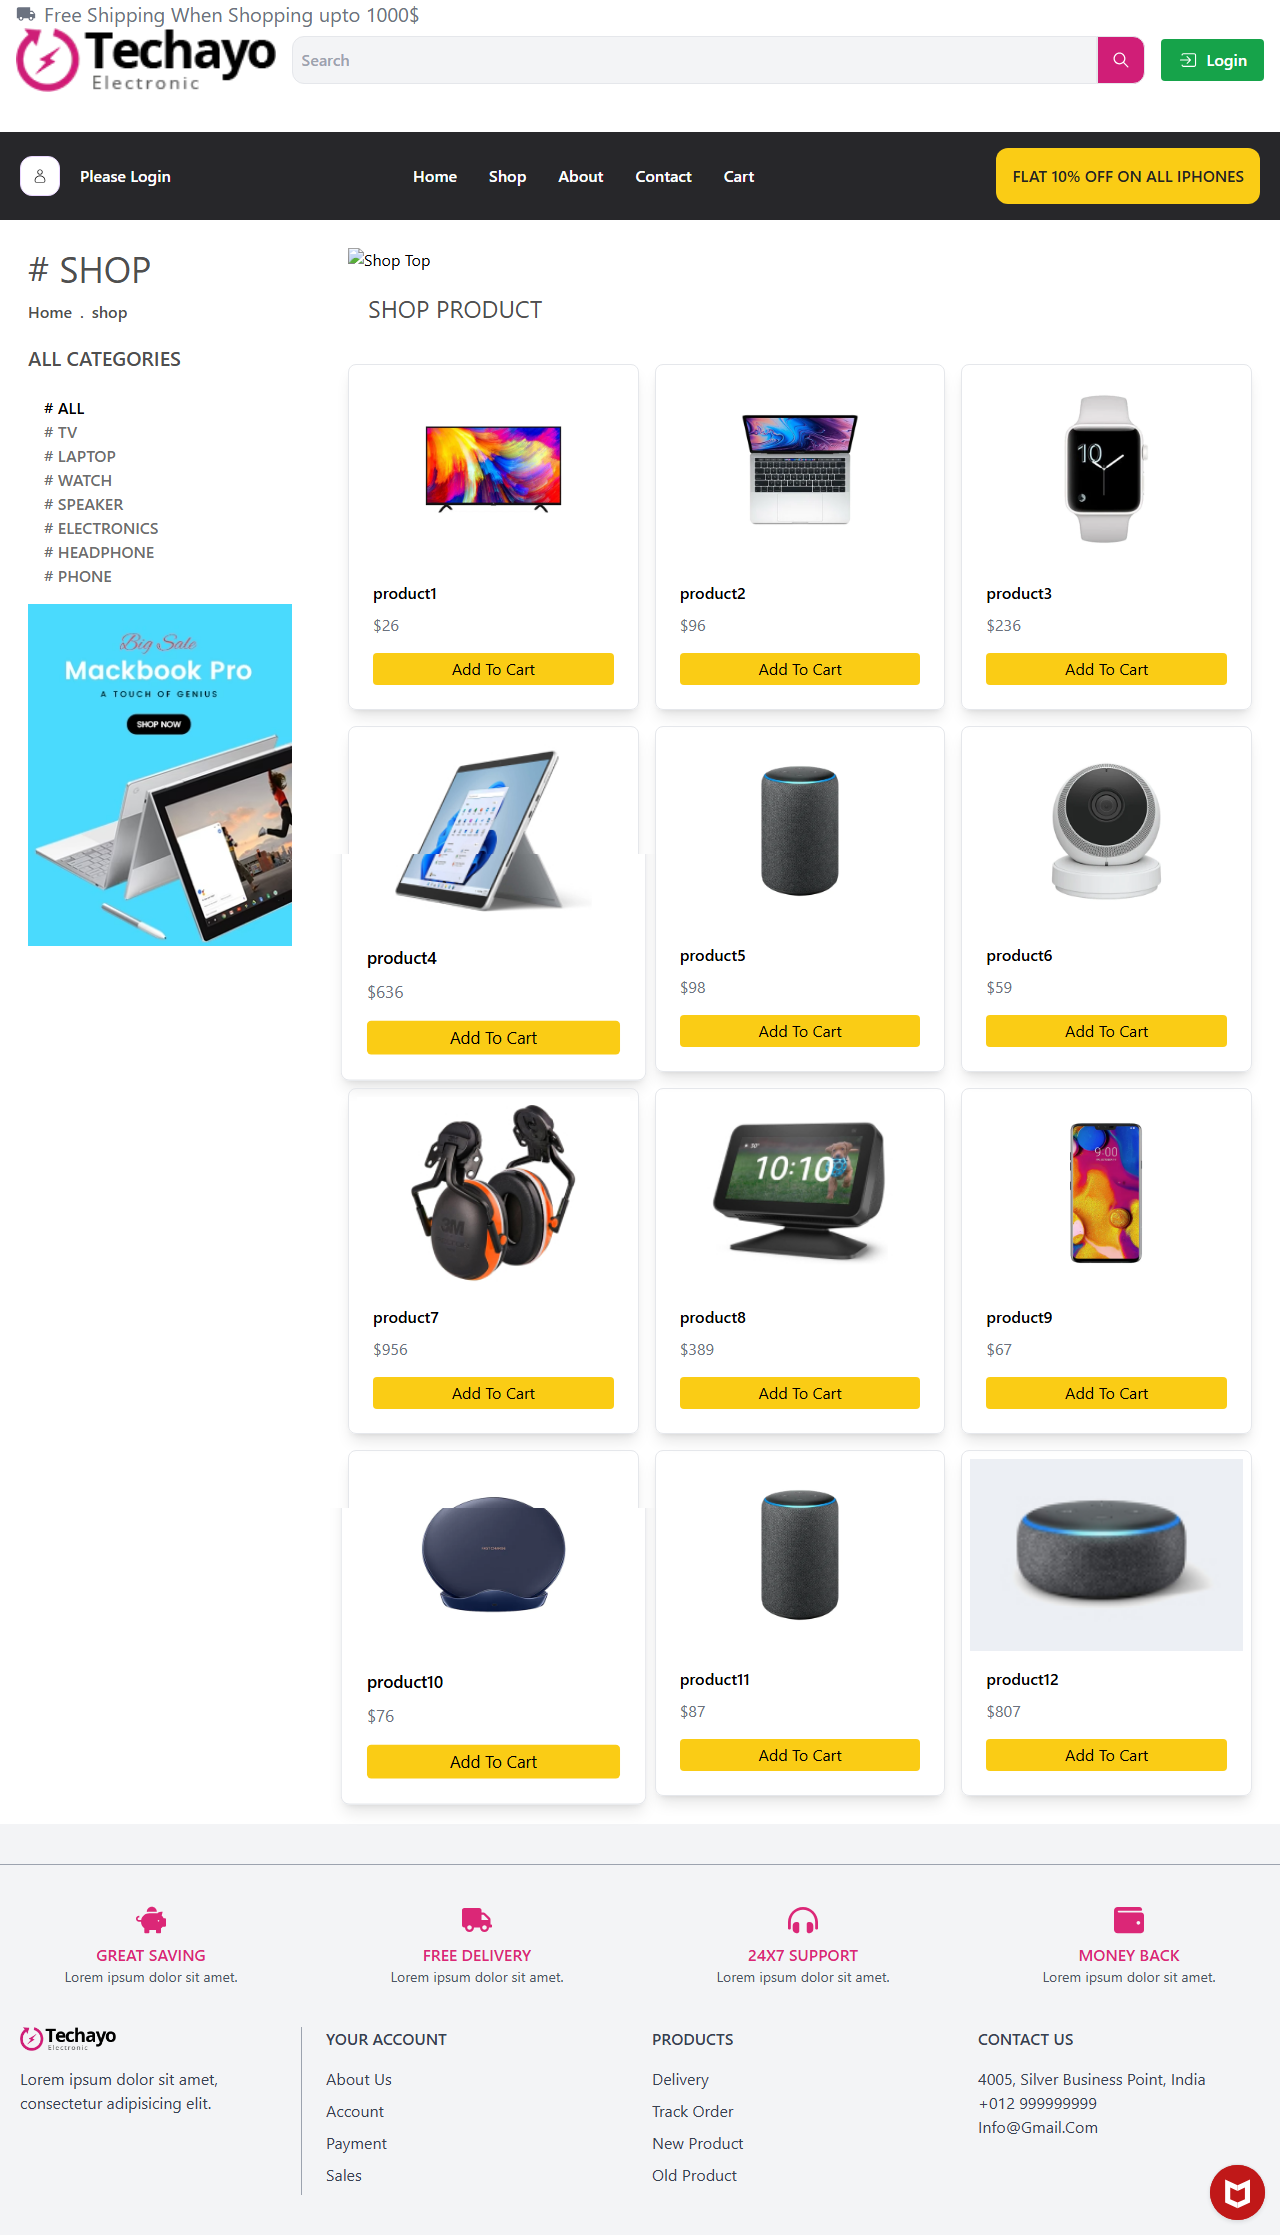 Free Shipping When Shopping upto 1000$
Techayo
Electronic
Search
Login
Please Login
Home
Shop
About
Contact
Cart
FLAT 10% OFF ON ALL IPHONES
# SHOP
Home . shop
ALL CATEGORIES
# ALL
# TV
# LAPTOP
# WATCH
# SPEAKER
# ELECTRONICS
# HEADPHONE
# PHONE
Big Sale
Mackbook Pro
A TOUCH OF GENIUS
SHOP NOW
Shop Top
SHOP PRODUCT
10
product1
$26
Add To Cart
product2
$96
Add To Cart
product3
$236
Add To Cart
product4
$636
Add To Cart
product5
$98
Add To Cart
product6
$59
Add To Cart
3M
10:10
9:00
product7
$956
Add To Cart
product8
$389
Add To Cart
product9
$67
Add To Cart
product10
$76
Add To Cart
product11
$87
Add To Cart
product12
$807
Add To Cart
GREAT SAVING
Lorem ipsum dolor sit amet.
FREE DELIVERY
Lorem ipsum dolor sit amet.
24X7 SUPPORT
Lorem ipsum dolor sit amet.
MONEY BACK
Lorem ipsum dolor sit amet.
Techayo
Electronic
Lorem ipsum dolor sit amet,
consectetur adipisicing elit.
YOUR ACCOUNT
About Us
Account
Payment
Sales
PRODUCTS
Delivery
Track Order
New Product
Old Product
CONTACT US
4005, Silver Business Point, India
+012 999999999
Info@Gmail.Com